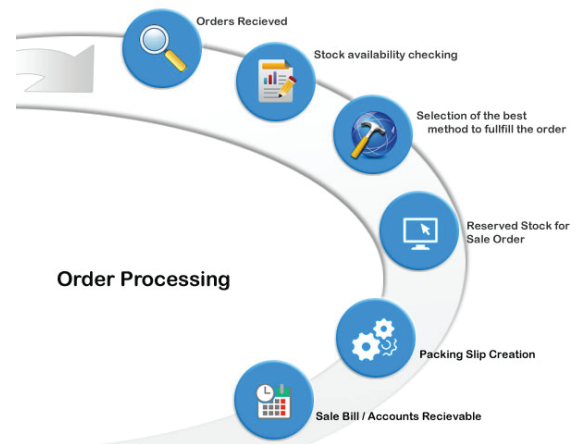 Orders Recieved
Stock availability checking
Selection of the best
method to fullfill the order
Reserved Stock for
Sale Order
Order Processing
Packing Slip Creation
Sale Bill / Accounts Recievable